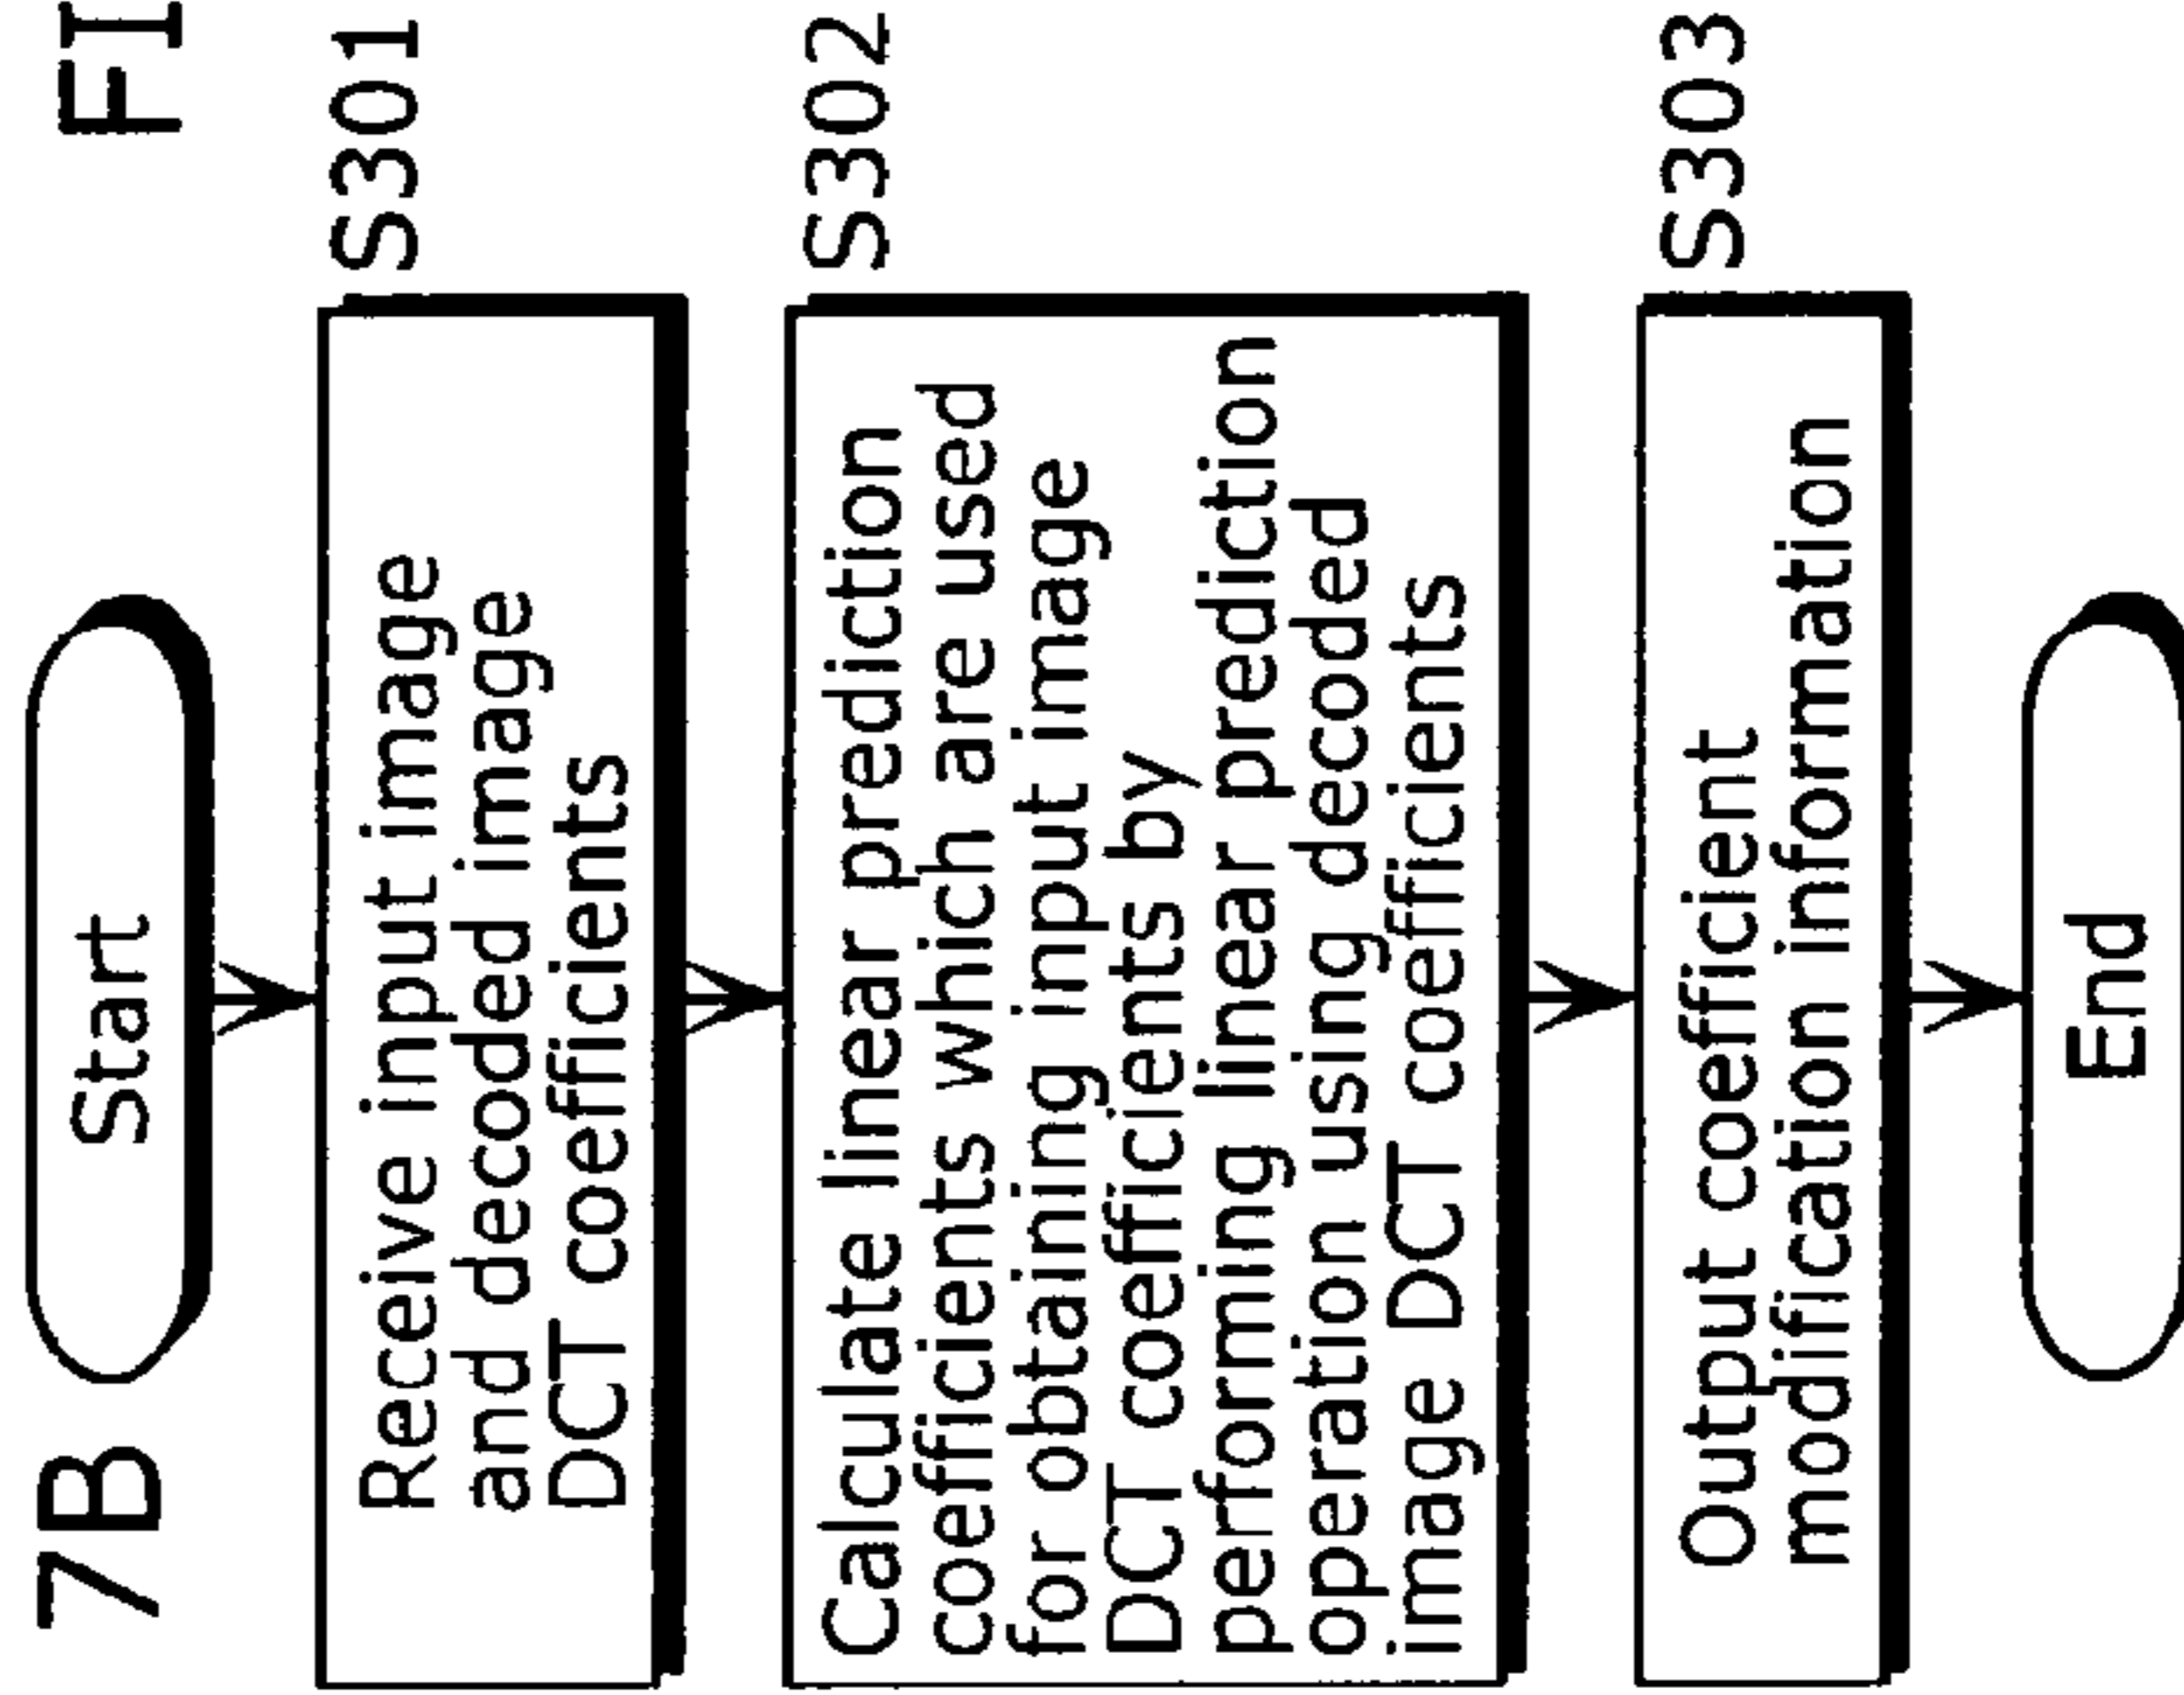 7B
FI
Start
S301
Receive input image
and decoded image
DCT coefficients
S302
Calculate linear prediction
coefficients which are used
for obtaining input image
DCT coefficients by
performing linear prediction
operation using decoded
image DCT coefficients
S303
Output coefficient
modification information
End